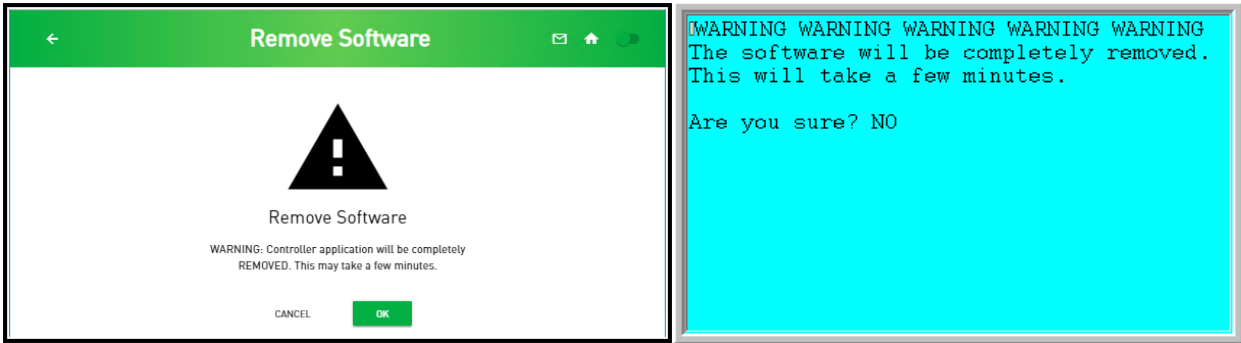 Remove Software
Remove Software
WARNING: Controller application will be completely
REMOVED. This may take a few minutes.
CANCEL OK
WARNING WARNING WARNING WARNING WARNING
The software will be completely removed.
This will take a few minutes.
Are you sure? NO